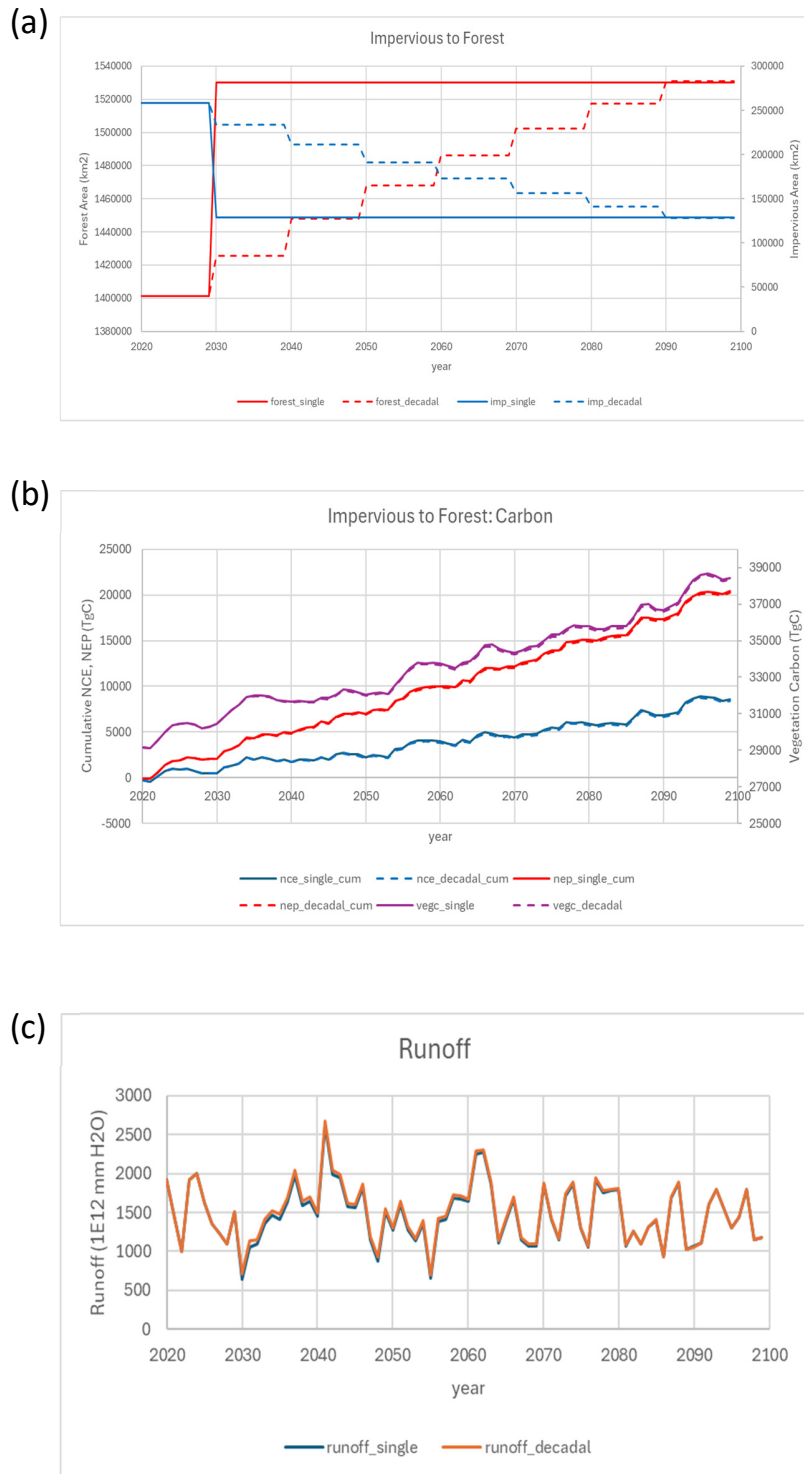 (a)
Impervious to Forest
1540000
1520000
1500000
1480000
1460000
1440000
1420000
1400000
1380000
Forest Area (km2)
300000
250000
200000
150000
100000
50000
0
Impervious Area (km2)
2020 2030 2040 2050 2060 2070 2080 2090 2100
year
forest_single forest_decadal imp_single imp_decadal
(b)
Impervious to Forest: Carbon
25000
20000
15000
10000
5000
0
-5000
Cumulative NCE, NEP (TgC)
39000
37000
35000
33000
31000
29000
27000
25000
Vegetation Carbon (TgC)
2020 2030 2040 2050 2060 2070 2080 2090 2100
year
nce_single_cum nce_decadal_cum nep_single_cum
nep_decadal_cum vegc_single vegc_decadal
(c)
Runoff
3000
2500
2000
1500
1000
500
0
Runoff (1E12 mm H2O)
2020 2030 2040 2050 2060 2070 2080 2090 2100
year
runoff_single runoff_decadal